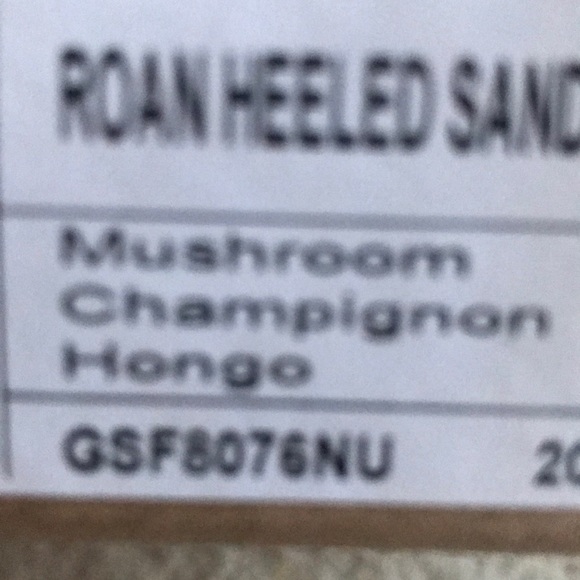 ROAN HEELED SAND
Mushroom
Champignon
Hongo
GSF8076NU 20